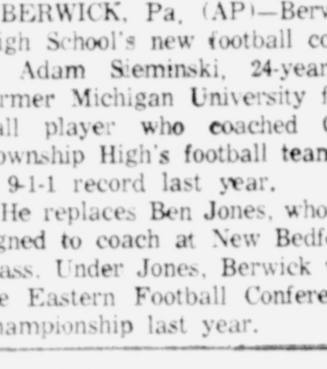 BERWICK, Pa. (AP)—Berw
igh School's new football co
Adam Sieminski, 24-year
rmer Michigan University f
all player who coached
ownship High's football team
9-1-1 record last year.
He replaces Ben Jones, who
gned to coach at New Bedf
ass. Under Jones, Berwick
e Eastern Football Confere
hampionship last year.